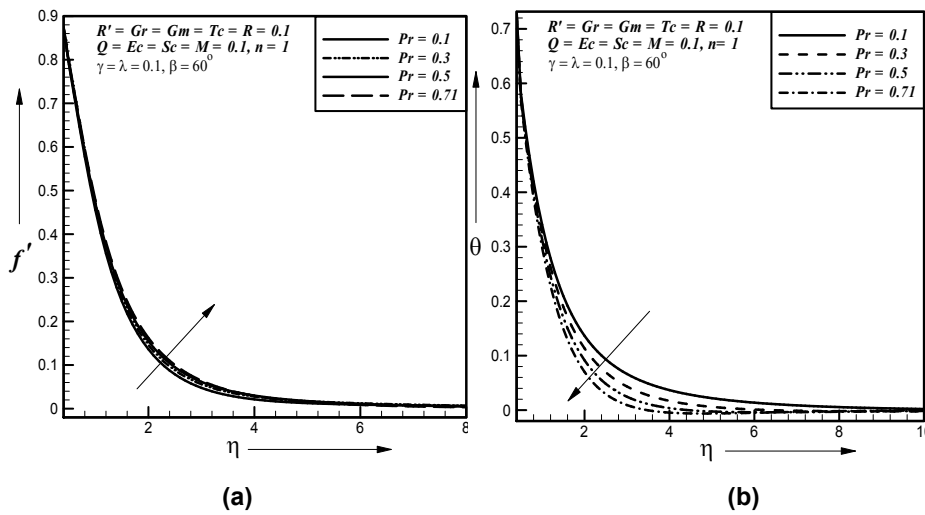 R' = Gr = Gm = Tc = R = 0.1
Q = Ec = Sc = M = 0.1, n= 1
γ = λ = 0.1, β = 60°
Pr = 0.1
Pr = 0.3
Pr = 0.5
Pr = 0.71
0.9
0.8
0.7
0.6
0.5
0.4
0.3
0.2
0.1
0
f'
2
4
6
8
η
(a)
R' = Gr = Gm = Tc = R = 0.1
Q = Ec = Sc = M = 0.1, n = 1
γ = λ = 0.1, β = 60°
Pr = 0.1
Pr = 0.3
Pr = 0.5
Pr = 0.71
0.7
0.6
0.5
0.4
0.3
0.2
0.1
0
θ
2
4
6
8
10
η
(b)